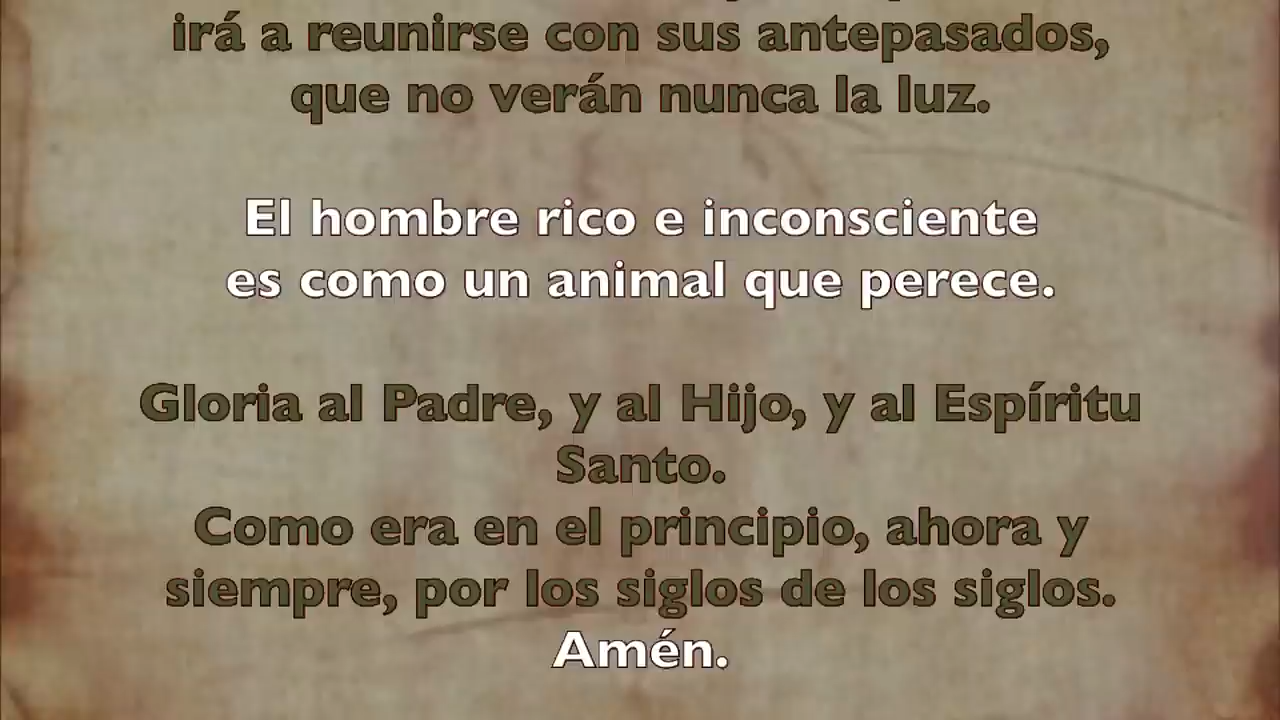 irá a reunirse con sus antepasados,
que no verán nunca la luz.
El hombre rico e inconsciente
es como un animal que perece.
Gloria al Padre, y al Hijo, y al Espíritu
Santo.
Como era en el principio, ahora y
siempre, por los siglos de los siglos.
Amén.